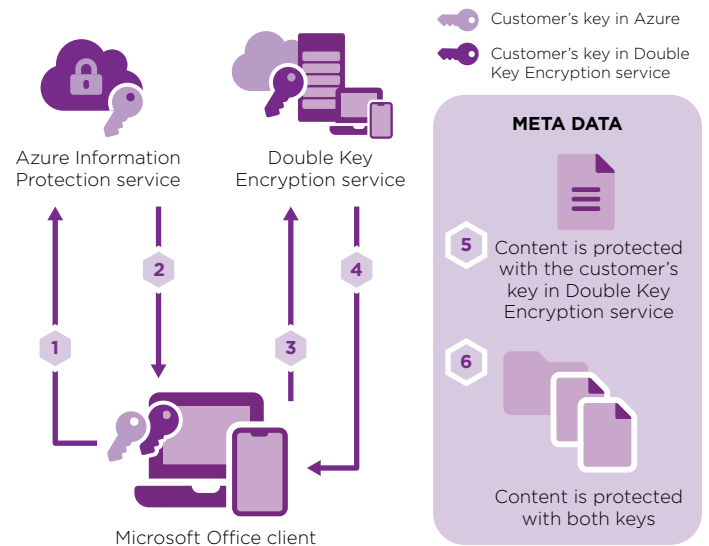 Customer’s key in Azure
Customer’s key in Double
Key Encryption service
Azure Information
Protection service
Double Key
Encryption service
1
2
3
4
Microsoft Office client
META DATA
5
Content is protected
with the customer’s
key in Double Key
Encryption service
6
Content is protected
with both keys